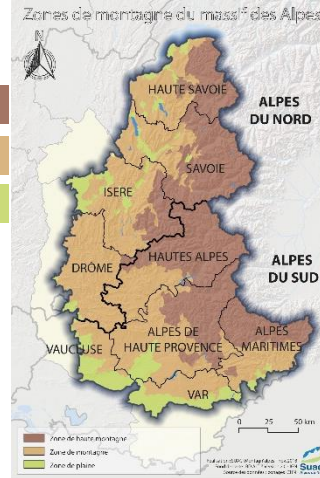 Zones de montagne du massif des Alpes
N
HAUTE SAVOIE
ALPES
DU NORD
SAVOIE
ISERE
HAUTES ALPES
DRÔME
ALPES
DU SUD
ALPES DE
HAUTE PROVENCE
ALPES
MARITIMES
VAUCLUSE
VAR
0 25 50 km
Zone de haute montagne
Zone de montagne
Zone de plaine